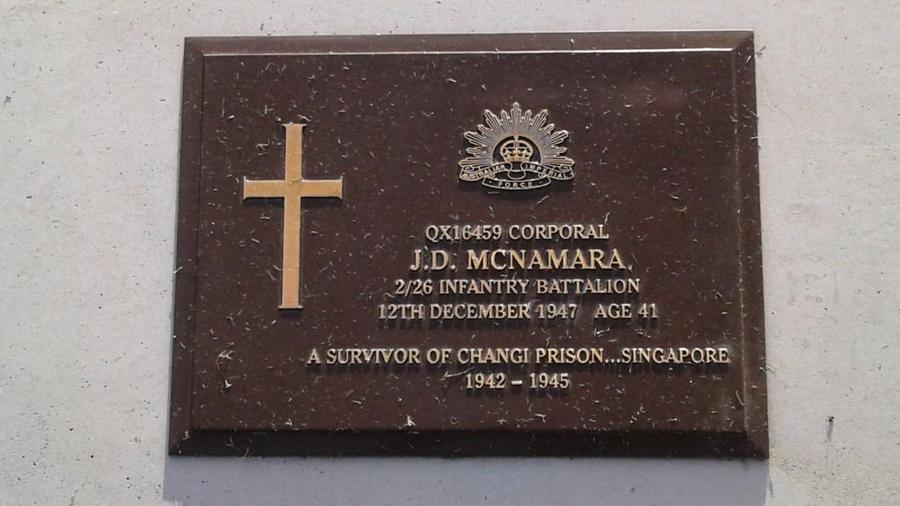 AUSTRALIAN IMPERIAL
FORCE
QX16459 CORPORAL
J.D. MCNAMARA
2/26 INFANTRY BATTALION
12TH DECEMBER 1947 AGE 41
A SURVIVOR OF CHANGI PRISON...SINGAPORE
1942 – 1945